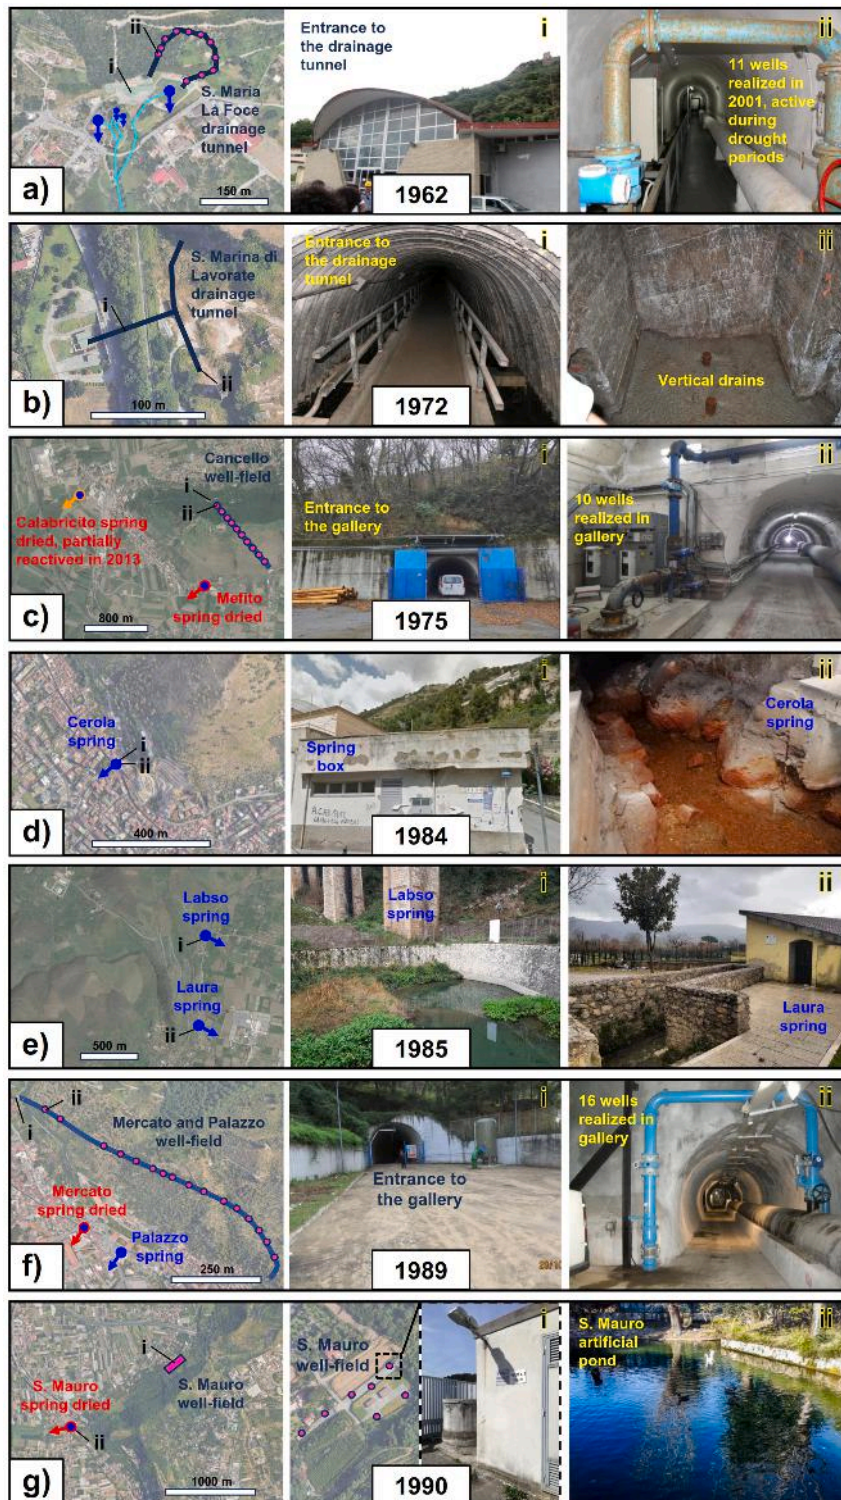 ii
i
S. Maria
La Foce
drainage
tunnel
150 m
a)
Entrance to
the drainage
tunnel
i
1962
ii
11 wells
realized in
2001, active
during
drought
periods
S. Marina di
Lavorate
drainage
tunnel
i
ii
100 m
b)
Entrance to
the drainage
tunnel
i
1972
ii
Vertical drains
Cancello
well-field
i
ii
Calabricito spring
dried, partially
reactived in 2013
Mefito
spring dried
800 m
c)
i
Entrance to
the gallery
1975
ii
10 wells
realized in
gallery
Cerola
spring
i
ii
400 m
d)
i
Spring
box
1984
ii
Cerola
spring
Labso
spring
i
Laura
spring
ii
500 m
e)
i
Labso
spring
1985
ii
Laura
spring
ii
i
Mercato and Palazzo
well-field
Mercato
spring dried
Palazzo
spring
250 m
f)
i
Entrance to
the gallery
1989
ii
16 wells
realized in
gallery
i
S. Mauro
well-field
S. Mauro
spring dried
ii
1000 m
g)
S. Mauro
well-field
i
1990
S. Mauro
artificial
pond
ii